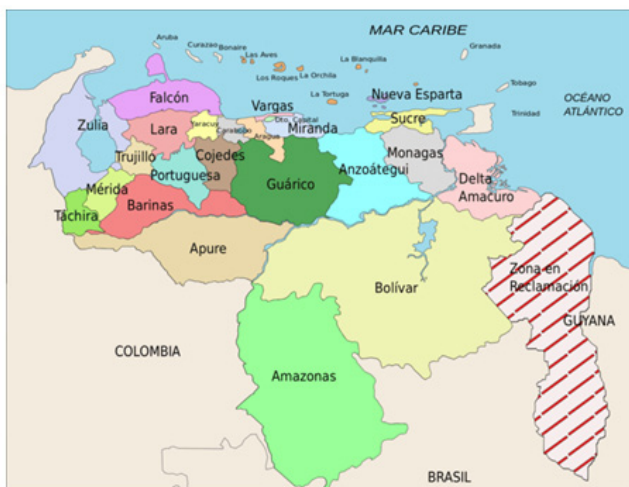 MAR CARIBE
Aruba
Curazao
Bonaire
Las Aves
Los Roques
La Orchila
La Blanquilla
La Tortuga
Granada
Tobago
Trinidad
OCÉANO
ATLÁNTICO
Nueva Esparta
Falcón
Vargas
Dto. Capital
Sucre
Zulia
Lara
Yaracuy
Carabobo
Aragua
Miranda
Trujillo
Cojedes
Portuguesa
Guárico
Anzoátegui
Monagas
Delta
Amacuro
Mérida
Táchira
Barinas
Apure
Bolívar
Zona en
Reclamación
GUYANA
COLOMBIA
Amazonas
BRASIL